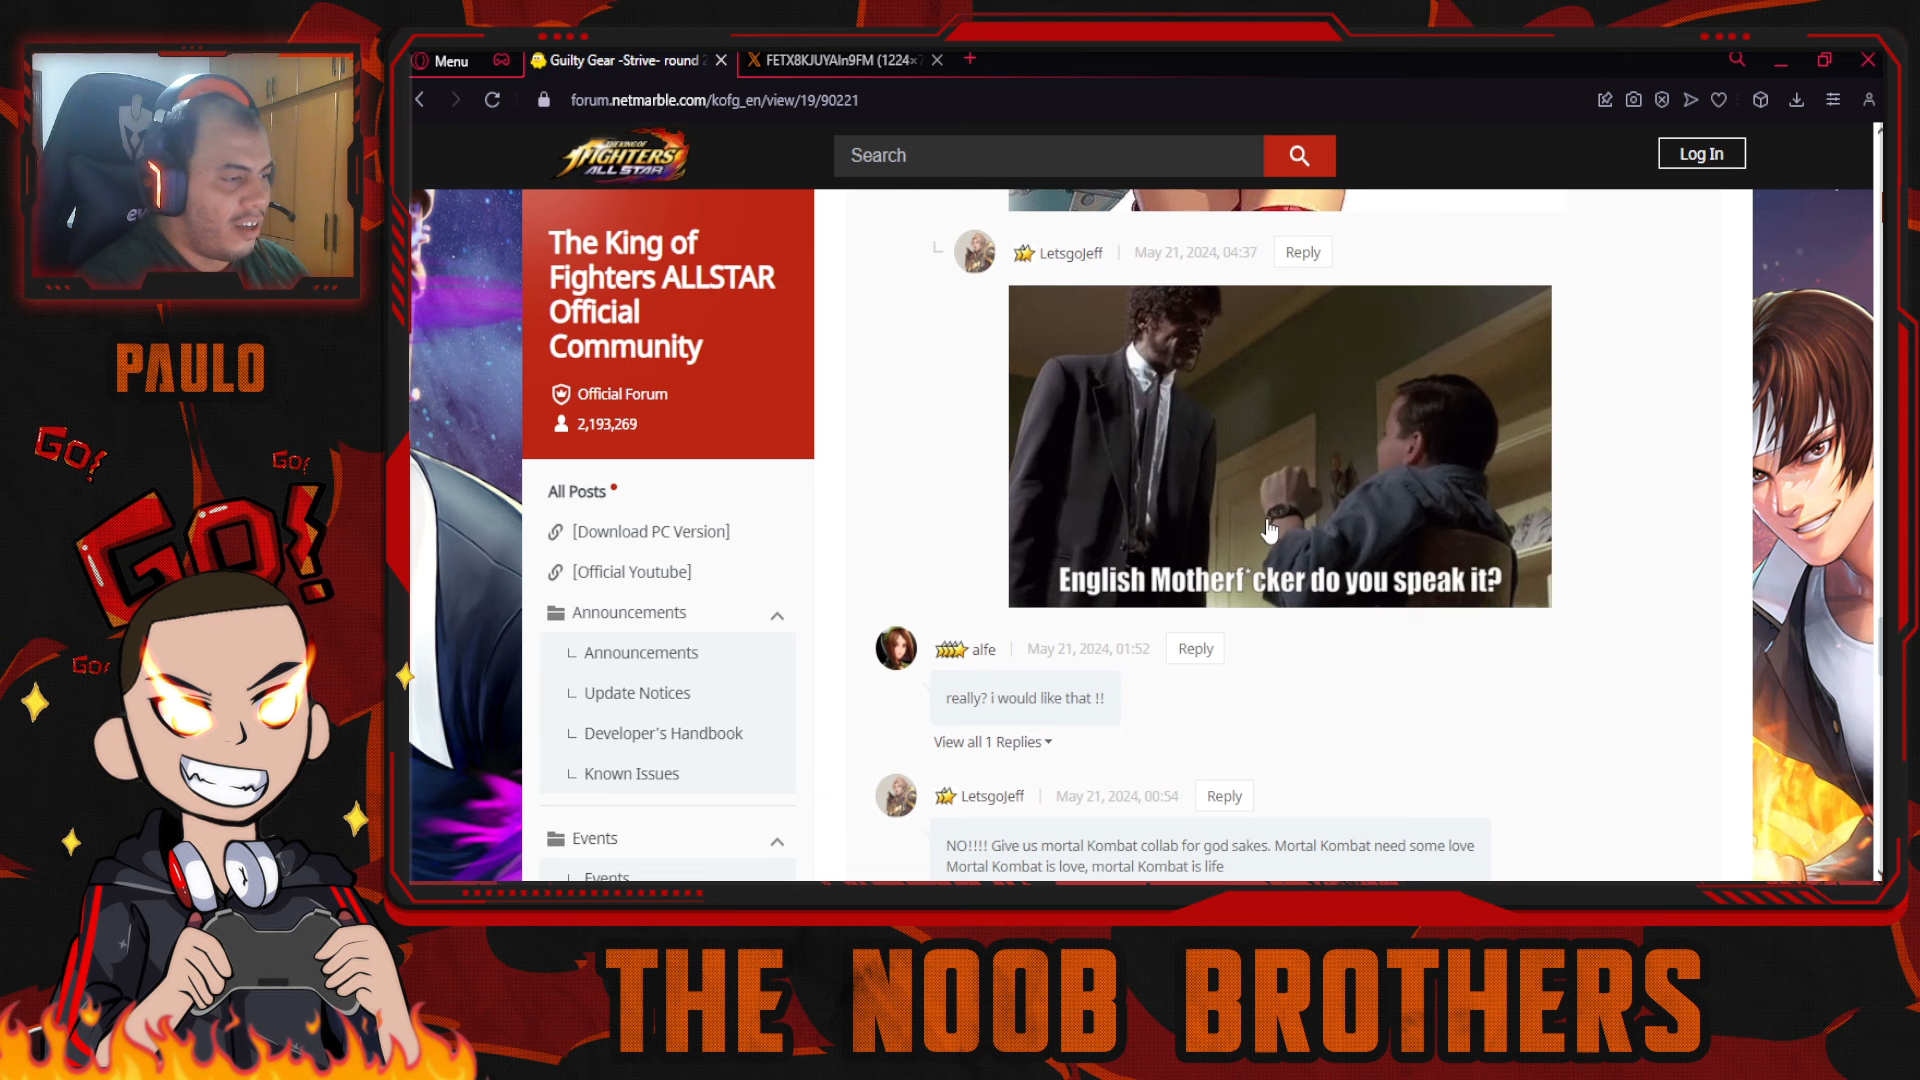 Menu
Guilty Gear -Strive- round 2
FETX8KJUYAIn9FM (1224×7
forum.netmarble.com/kofg_en/view/19/90221
THE KING OF
FIGHTERS
ALL STAR
Search
Log In
The King of
Fighters ALLSTAR
Official
Community
Official Forum
2,193,269
All Posts
[Download PC Version]
[Official Youtube]
Announcements
Announcements
Update Notices
Developer's Handbook
Known Issues
Events
Events
LetsgoJeff
May 21, 2024, 04:37
Reply
English Motherf*cker do you speak it?
alfe
May 21, 2024, 01:52
Reply
really? i would like that !!
View all 1 Replies
LetsgoJeff
May 21, 2024, 00:54
Reply
NO!!!! Give us mortal Kombat collab for god sakes. Mortal Kombat need some love
Mortal Kombat is love, mortal Kombat is life
PAULO
GO!
GO!
GO!
GO!
THE NOOB BROTHERS